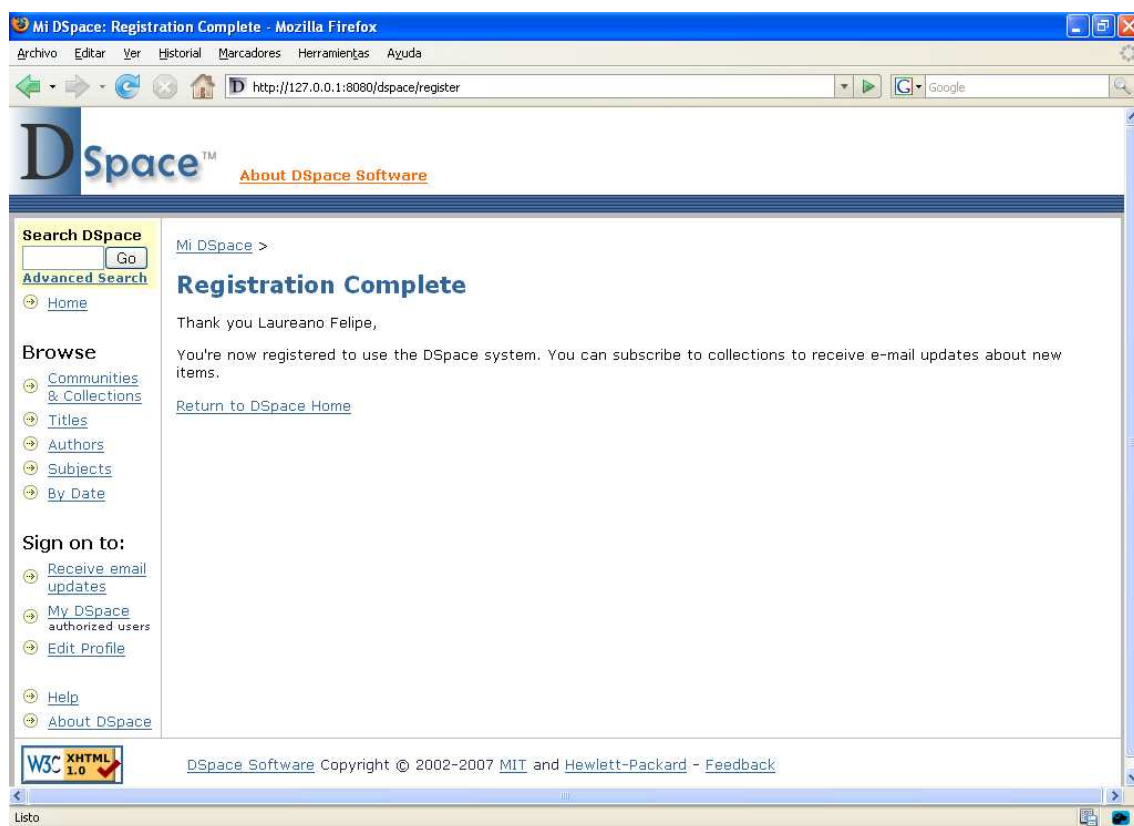 Mi DSpace: Registration Complete - Mozilla Firefox
Archivo Editar Ver Historial Marcadores Herramientas Ayuda
http://127.0.0.1:8080/dspace/register
Google
DSpace™
About DSpace Software
Search DSpace
Go
Advanced Search
Home
Browse
Communities
& Collections
Titles
Authors
Subjects
By Date
Sign on to:
Receive email
updates
My DSpace
authorized users
Edit Profile
Help
About DSpace
Mi DSpace >
Registration Complete
Thank you Laureano Felipe,
You're now registered to use the DSpace system. You can subscribe to collections to receive e-mail updates about new
items.
Return to DSpace Home
W3C XHTML
1.0
DSpace Software Copyright © 2002-2007 MIT and Hewlett-Packard - Feedback
Listo